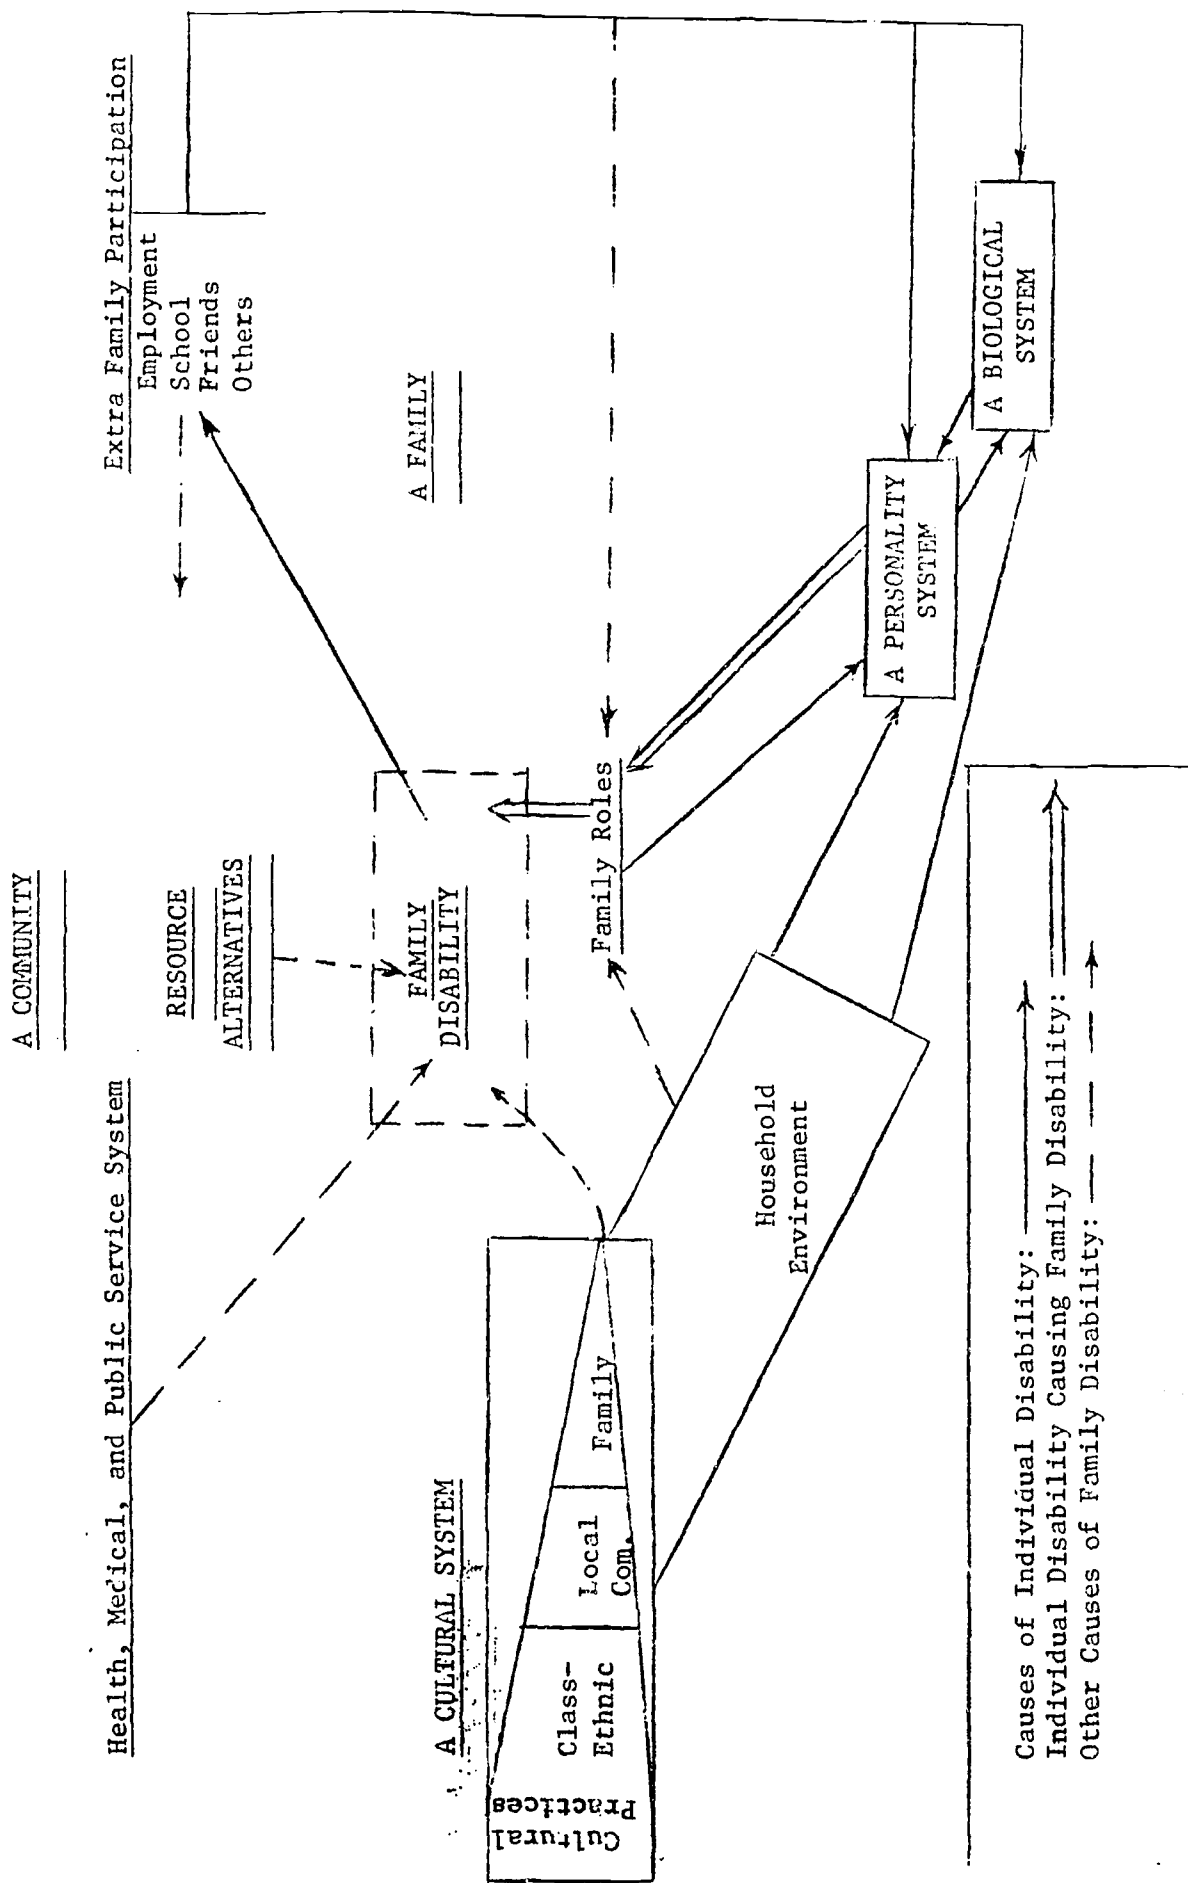 A COMMUNITY
Health, Medical, and Public Service System
RESOURCE
ALTERNATIVES
Extra Family Participation
Employment
School
Friends
Others
A FAMILY
FAMILY
DISABILITY
A CULTURAL SYSTEM
Cultural
Practices
Class-
Ethnic
Local
Com.
Family
Family Roles
Household
Environment
A PERSONALITY
SYSTEM
A BIOLOGICAL
SYSTEM
Causes of Individual Disability:
Individual Disability Causing Family Disability:
Other Causes of Family Disability: